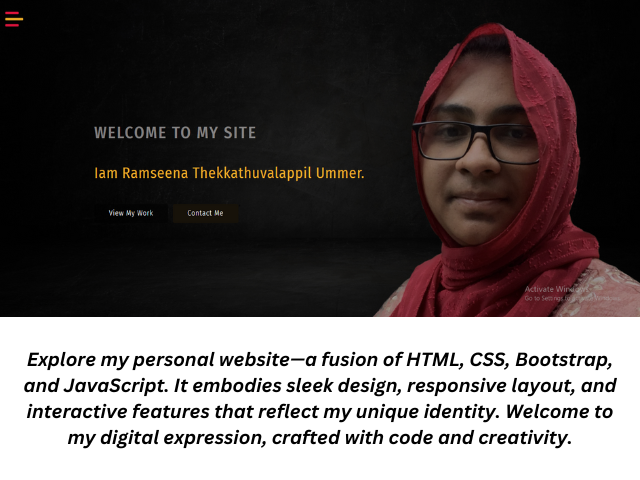 WELCOME TO MY SITE
Iam Ramseena Thekkathuvalappil Ummer.
View My Work
Contact Me
Activate Windows
Go to Settings to
Explore my personal website—a fusion of HTML, CSS, Bootstrap,
and JavaScript. It embodies sleek design, responsive layout, and
interactive features that reflect my unique identity. Welcome to
my digital expression, crafted with code and creativity.